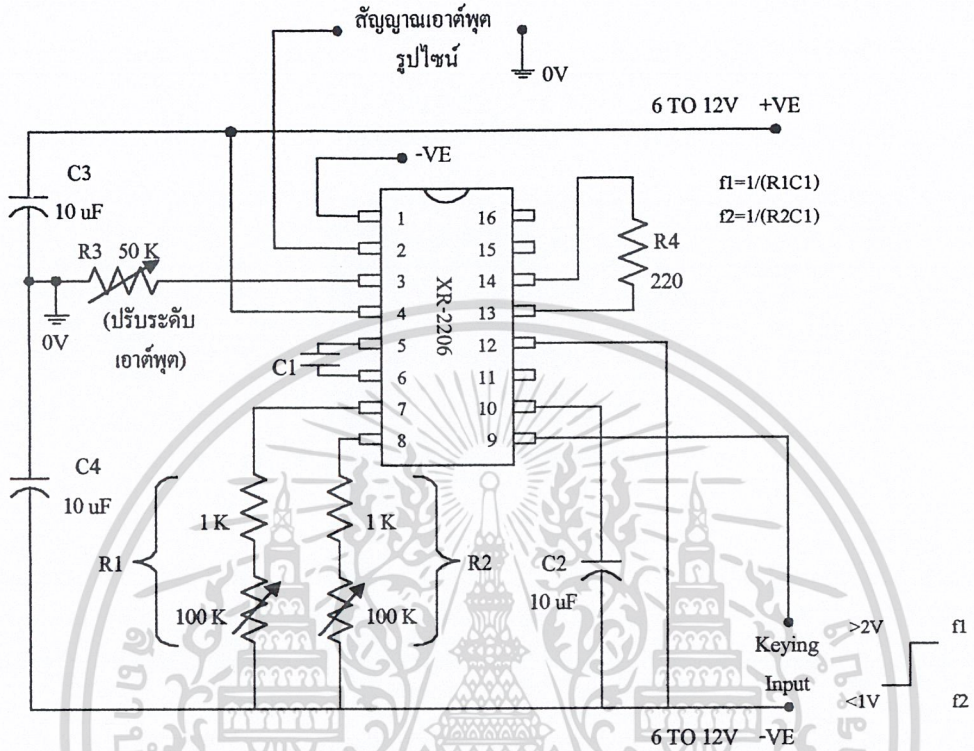 สัญญาณเอาต์พุต
รูปไซน์
0V
6 TO 12V +VE
-VE
C3
10 uF
f1=1/(R1C1)
f2=1/(R2C1)
1
2
3
4
5
6
7
8
XR-2206
16
15
14
13
12
11
10
9
R4
220
R3 50 K
0V
(ปรับระดับ
เอาต์พุต)
C1
C4
10 uF
R1
1 K
100 K
1 K
100 K
R2
C2
10 uF
Keying
Input
>2V f1
<1V f2
6 TO 12V -VE